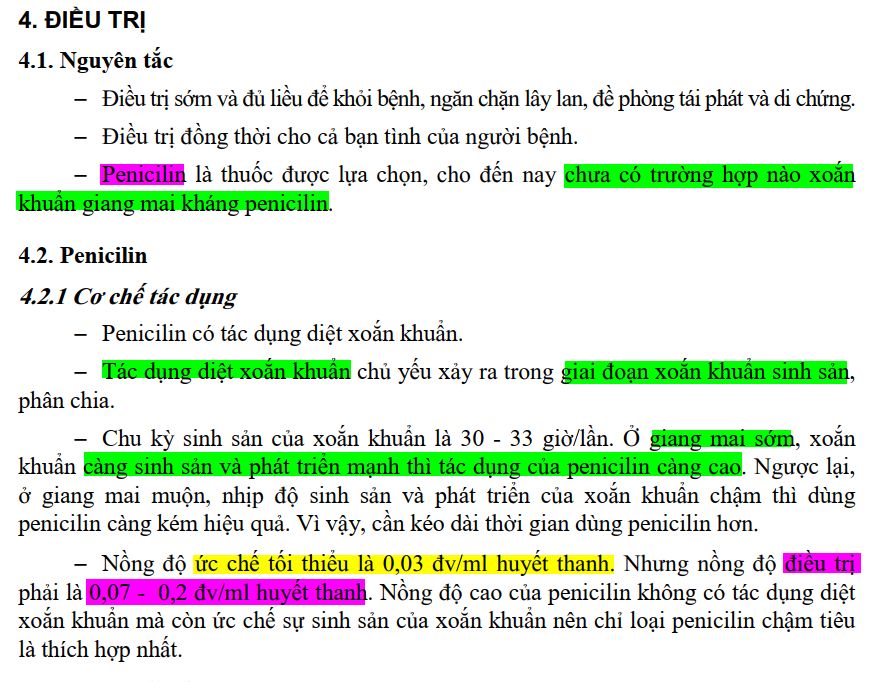 4. ĐIỀU TRỊ
4.1. Nguyên tắc
– Điều trị sớm và đủ liều để khỏi bệnh, ngăn chặn lây lan, đề phòng tái phát và di chứng.
– Điều trị đồng thời cho cả bạn tình của người bệnh.
– Penicilin là thuốc được lựa chọn, cho đến nay chưa có trường hợp nào xoắn
khuẩn giang mai kháng penicilin.
4.2. Penicilin
4.2.1 Cơ chế tác dụng
– Penicilin có tác dụng diệt xoắn khuẩn.
– Tác dụng diệt xoắn khuẩn chủ yếu xảy ra trong giai đoạn xoắn khuẩn sinh sản,
phân chia.
– Chu kỳ sinh sản của xoắn khuẩn là 30 - 33 giờ/lần. Ở giang mai sớm, xoắn
khuẩn càng sinh sản và phát triển mạnh thì tác dụng của penicilin càng cao. Ngược lại,
ở giang mai muộn, nhịp độ sinh sản và phát triển của xoắn khuẩn chậm thì dùng
penicilin càng kém hiệu quả. Vì vậy, cần kéo dài thời gian dùng penicilin hơn.
– Nồng độ ức chế tối thiểu là 0,03 đv/ml huyết thanh. Nhưng nồng độ điều trị
phải là 0,07 - 0,2 đv/ml huyết thanh. Nồng độ cao của penicilin không có tác dụng diệt
xoắn khuẩn mà còn ức chế sự sinh sản của xoắn khuẩn nên chỉ loại penicilin chậm tiêu
là thích hợp nhất.